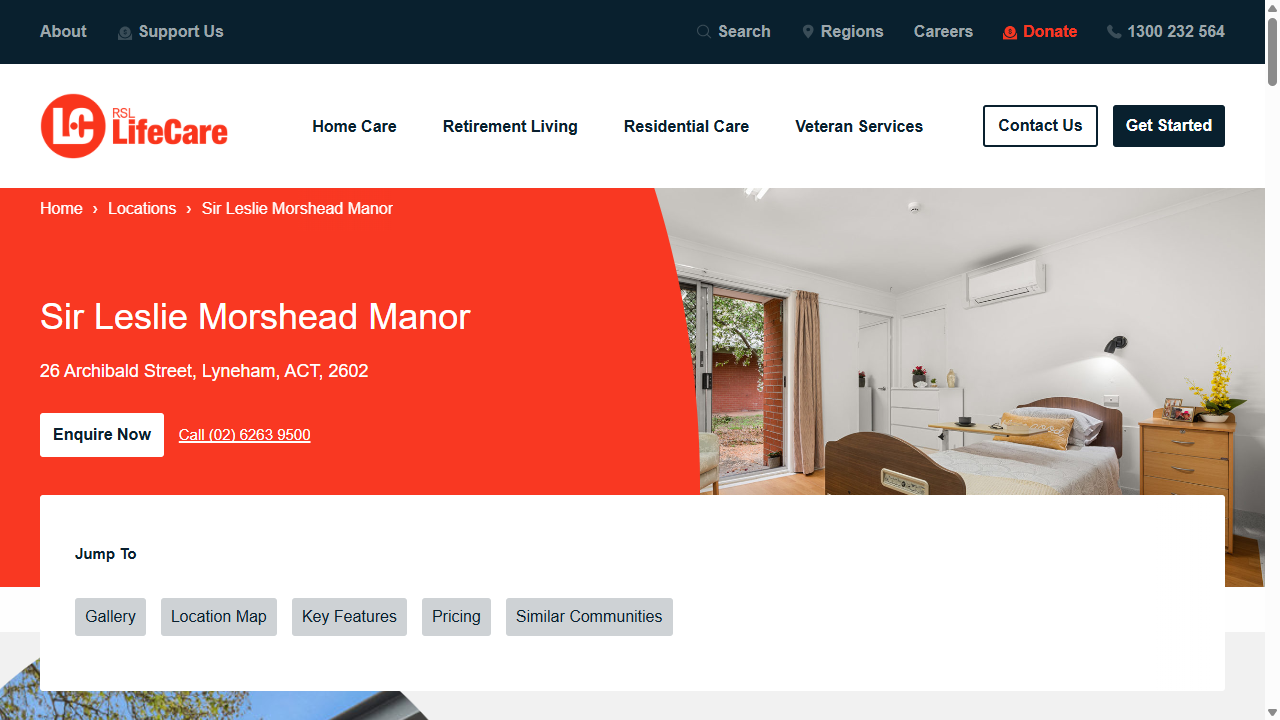 About
Support Us
Search
Regions
Careers
Donate
1300 232 564
LC RSL LifeCare
Home Care
Retirement Living
Residential Care
Veteran Services
Contact Us
Get Started
Home › Locations › Sir Leslie Morshead Manor
Sir Leslie Morshead Manor
26 Archibald Street, Lyneham, ACT, 2602
Enquire Now
Call (02) 6263 9500
Jump To
Gallery
Location Map
Key Features
Pricing
Similar Communities